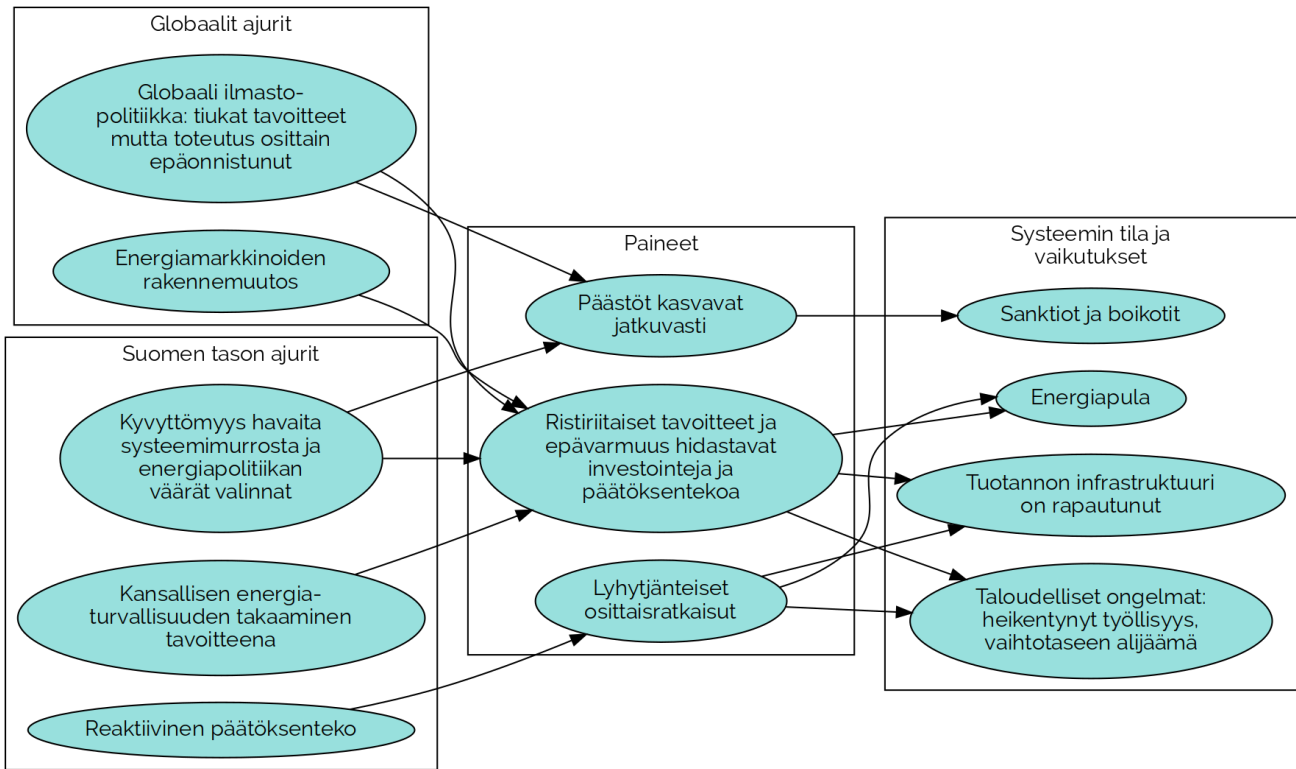 Globaalit ajurit
Globaali ilmasto-
politiikka: tiukat tavoitteet
mutta toteutus osittain
epäonnistunut
Energiamarkkinoiden
rakennemuutos
Suomen tason ajurit
Kyvyttömyys havaita
systeemimurrosta ja
energiapolitiikan
väärät valinnat
Kansallisen energia-
turvallisuuden takaaminen
tavoitteena
Reaktiivinen päätöksenteko
Paineet
Päästöt kasvavat
jatkuvasti
Ristiriitaiset tavoitteet ja
epävarmuus hidastavat
investointeja ja
päätöksentekoa
Lyhytjänteiset
osittaisratkaisut
Systeemin tila ja
vaikutukset
Sanktiot ja boikotit
Energiapula
Tuotannon infrastruktuuri
on rapautunut
Taloudelliset ongelmat:
heikentynyt työllisyys,
vaihtotaseen alijäämä